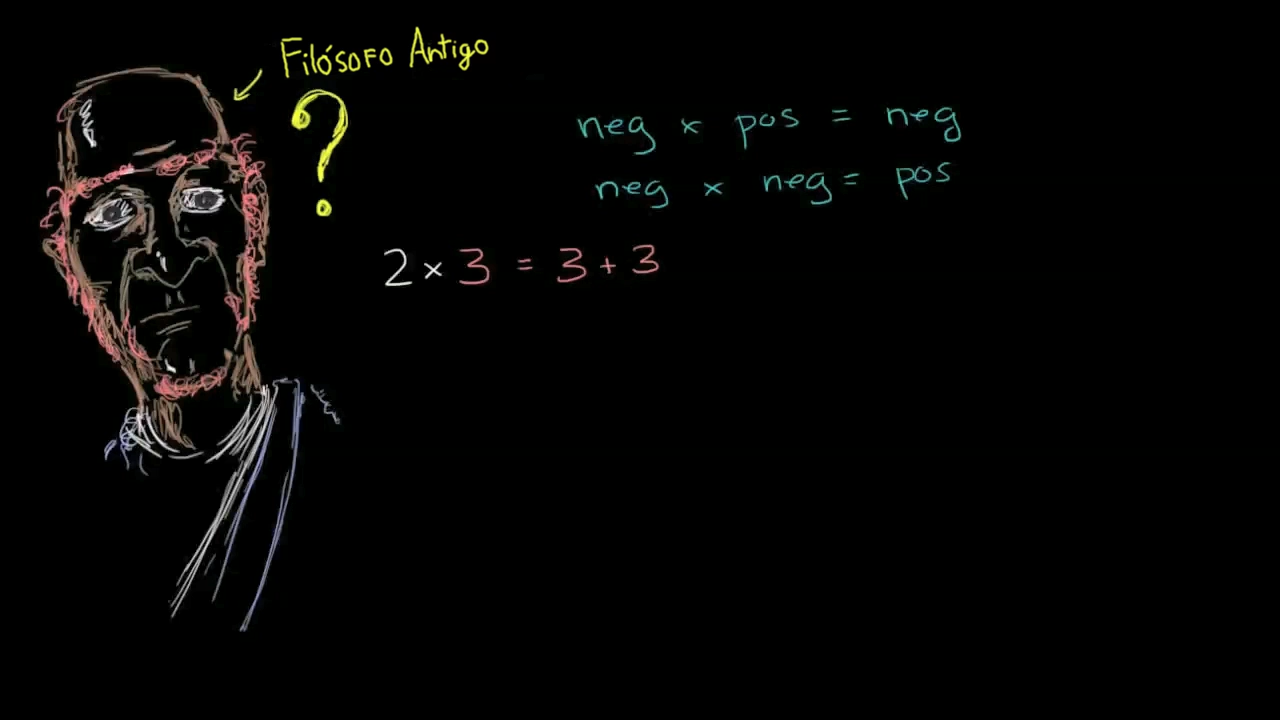 Filósofo Antigo
?
neg x pos = neg
neg x neg = pos
2 x 3 = 3 + 3